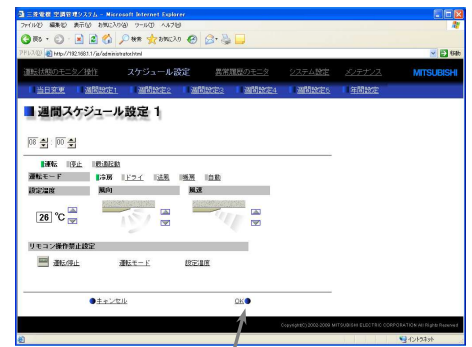 三菱電機 空調管理システム - Microsoft Internet Explorer
ファイル(F) 編集(E) 表示(V) お気に入り(A) ツール(T) ヘルプ(H)
戻る 検索 お気に入り
アドレス(D) http://192.168.1.1/ja/administrator.html 移動
運転状態のモニタ/操作 スケジュール設定 異常履歴のモニタ システム設定 メンテナンス MITSUBISHI
当日変更 週間設定1 週間設定2 週間設定3 週間設定4 週間設定5 年間設定
週間スケジュール設定 1
08 : 00
運転 停止 最適起動
運転モード 冷房 ドライ 送風 暖房 自動
設定温度 風向 風速
26 ℃
リモコン操作禁止設定
運転/停止 運転モード 設定温度
キャンセル OK
Copyright(C) 2002-2009 MITSUBISHI ELECTRIC CORPORATION All Rights Reserved
イントラネット